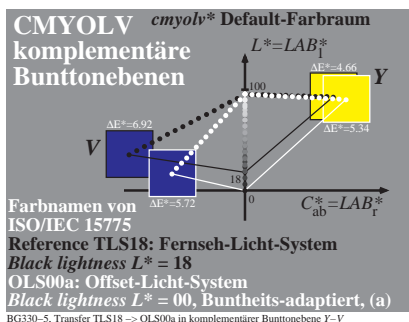 CMYOLV
komplementäre
Bunttonebenen
cmyolv* Default-Farbraum
L*=LAB*l
ΔE*=4.66
Y
100
ΔE*=6.92
ΔE*=5.34
V
18
ΔE*=5.72
0
C*ab=LAB*r
Farbnamen von
ISO/IEC 15775
Reference TLS18: Fernseh-Licht-System
Black lightness L* = 18
OLS00a: Offset-Licht-System
Black lightness L* = 00, Buntheits-adaptiert, (a)
BG330-5, Transfer TLS18 -> OLS00a in komplementärer Buntonebene Y-V